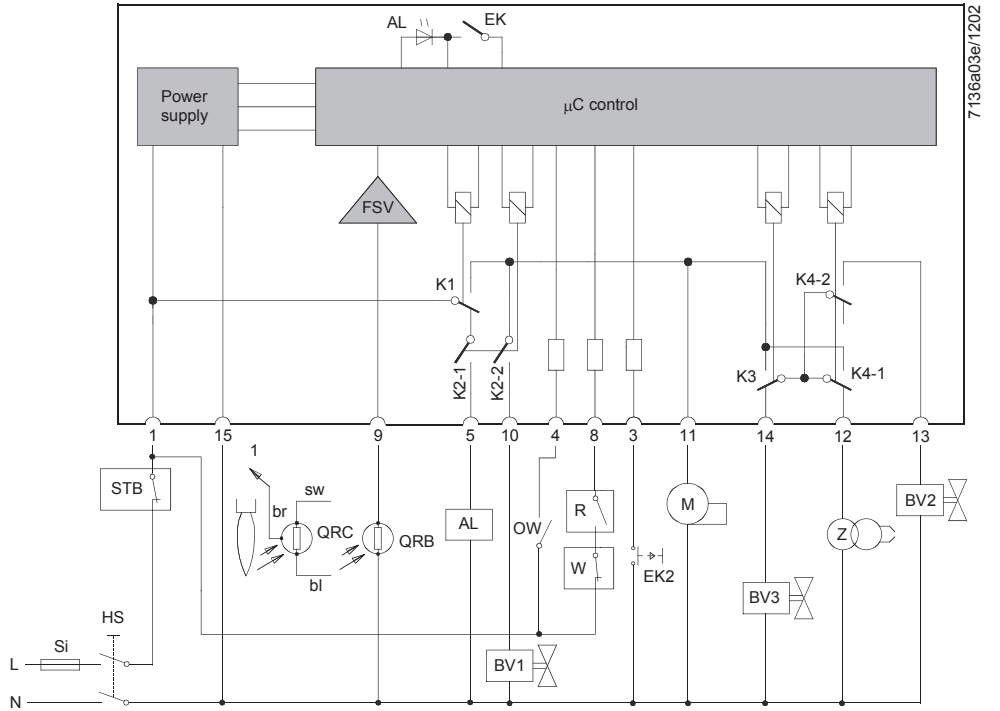 7136a03e/1202
AL
EK
Power
supply
μC control
FSV
K1
K2-1
K2-2
K4-2
K3
K4-1
1
15
9
5
10
4
8
3
11
14
12
13
STB
1
br
sw
QRC
bl
QRB
AL
OW
R
W
EK2
M
BV3
Z
BV2
BV1
HS
Si
L
N